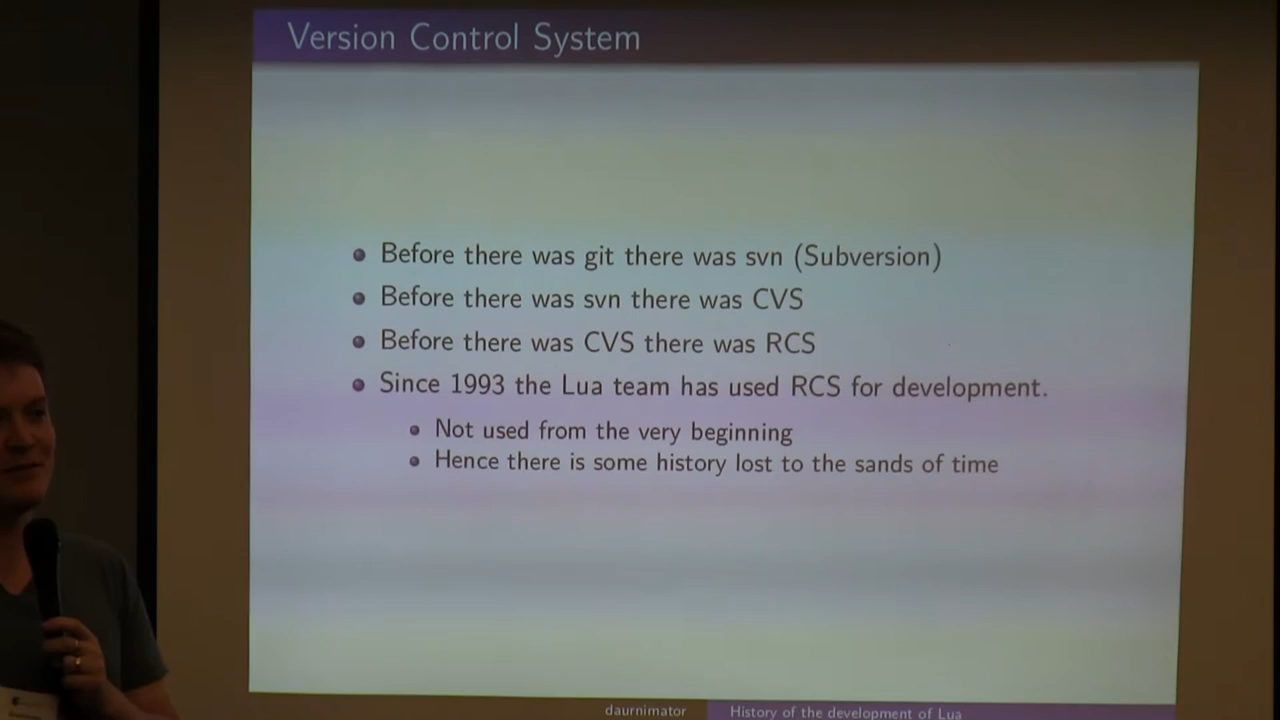 Version Control System
Before there was git there was svn (Subversion)
Before there was svn there was CVS
Before there was CVS there was RCS
Since 1993 the Lua team has used RCS for development.
Not used from the very beginning
Hence there is some history lost to the sands of time
daurnimator
History of the development of Lua